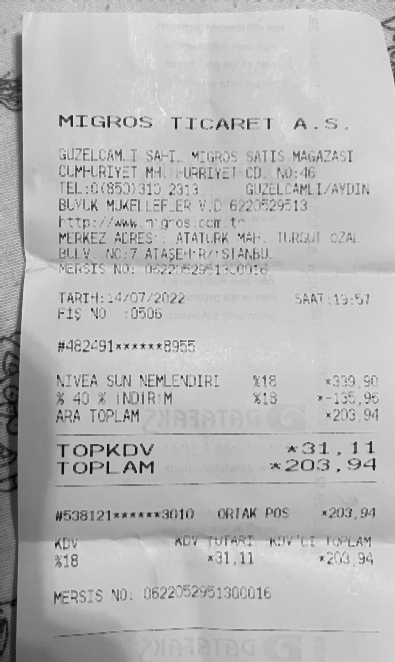 MIGROS TICARET A.S.
GUZELCAMLI SAHIL MIGROS SATIS MAGAZASI
CUMHURIYET MH. HURRIYET CD. NO:46
TEL:0(850)310 2313 GUZELCAMLI/AYDIN
BUYUK MUKELLEFLER V.D 6220529513
http://www.migros.com.tr
MERKEZ ADRES: ATATURK MAH. TURGUT OZAL
BULV. NO:7 ATAŞEHIR/ISTANBUL
MERSIS NO: 0622052951300016
TARIH:14/07/2022 SAAT:19:57
FİŞ NO :0506
#482491******8955
NIVEA SUN NEMLENDIRI %18 *339,90
% 40 % INDIRIM %18 *-135,96
ARA TOPLAM *203,94
TOPKDV *31,11
TOPLAM *203,94
#538121******3010 ORTAK POS *203,94
KDV KDV TUTARI KDV'LI TOPLAM
%18 *31,11 *203,94
MERSIS NO: 0622052951300016